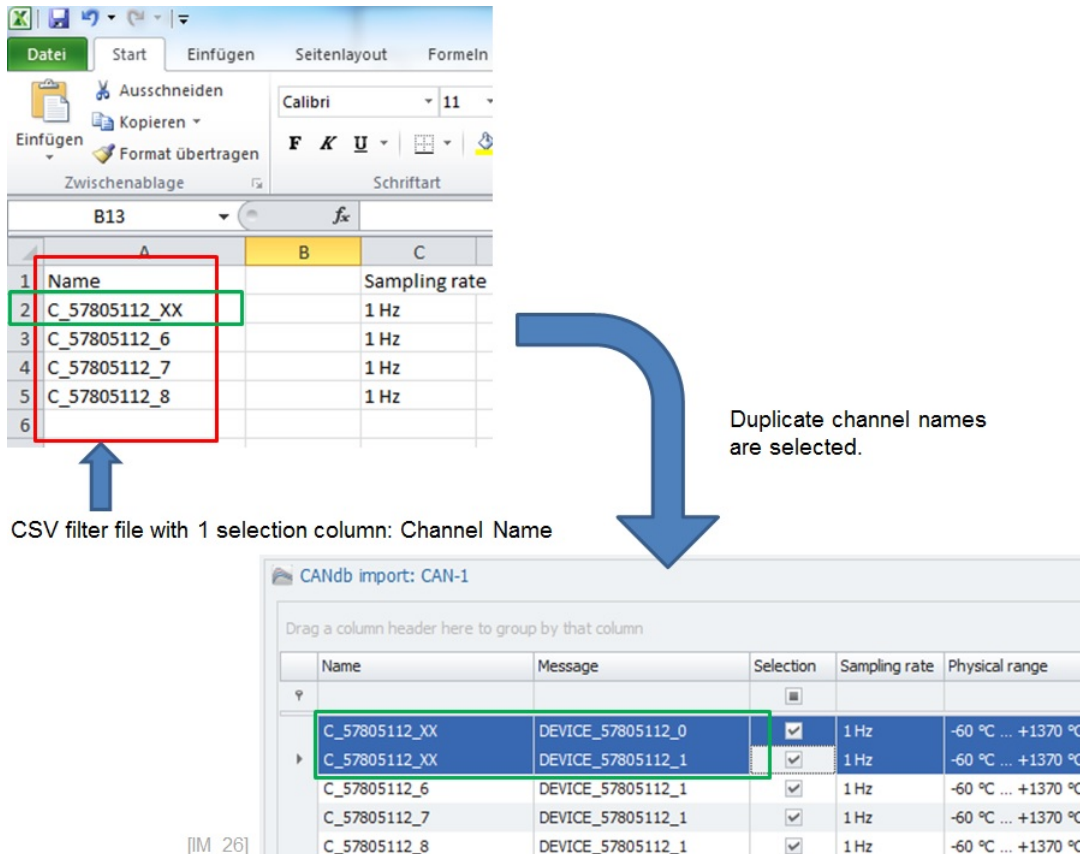 Datei Start Einfügen Seitenlayout Formeln
Ausschneiden
Kopieren
Format übertragen
Einfügen
Zwischenablage
Calibri 11
F K U
Schriftart
B13 fx
A B C
1 Name Sampling rate
2 C_57805112_XX 1 Hz
3 C_57805112_6 1 Hz
4 C_57805112_7 1 Hz
5 C_57805112_8 1 Hz
6
Duplicate channel names
are selected.
CSV filter file with 1 selection column: Channel Name
CANdb import: CAN-1
Drag a column header here to group by that column
Name Message Selection Sampling rate Physical range
C_57805112_XX DEVICE_57805112_0 1 Hz -60 °C ... +1370 °C
C_57805112_XX DEVICE_57805112_1 1 Hz -60 °C ... +1370 °C
C_57805112_6 DEVICE_57805112_1 1 Hz -60 °C ... +1370 °C
C_57805112_7 DEVICE_57805112_1 1 Hz -60 °C ... +1370 °C
C_57805112_8 DEVICE_57805112_1 1 Hz -60 °C ... +1370 °C
[IM_26]